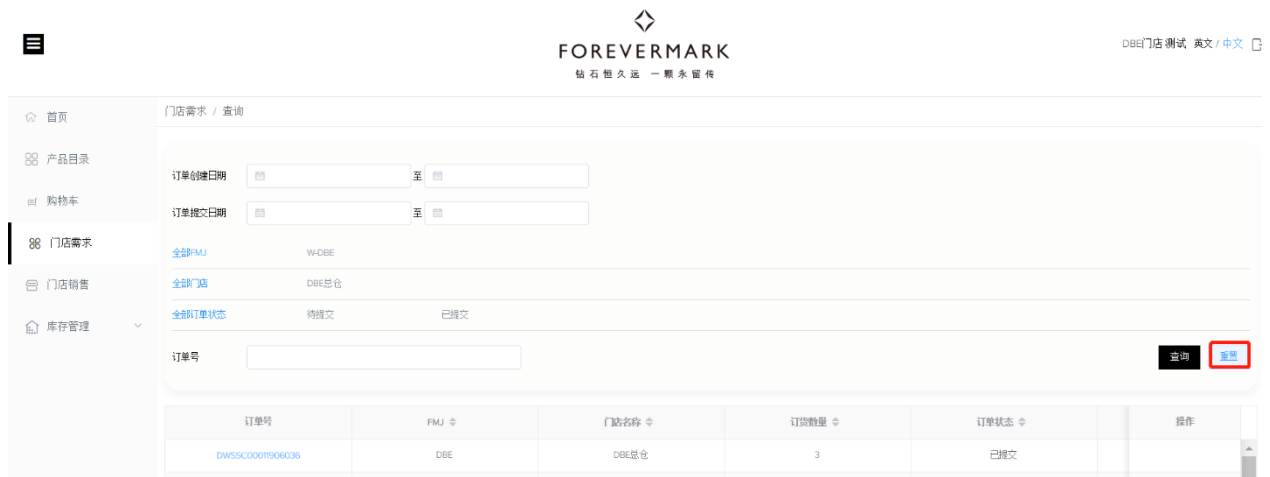 FOREVERMARK
钻石恒久远 一颗永留传
DBE门店 测试 英文 / 中文
首页
产品目录
购物车
门店需求
门店销售
库存管理
门店需求 / 查询
订单创建日期 至
订单提交日期 至
全部FMJ W-DBE
全部门店 DBE总仓
全部订单状态 待提交 已提交
订单号 查询 重置
订单号 FMJ 门店名称 订货数量 订单状态 操作
DWSSC00011906036 DBE DBE总仓 3 已提交